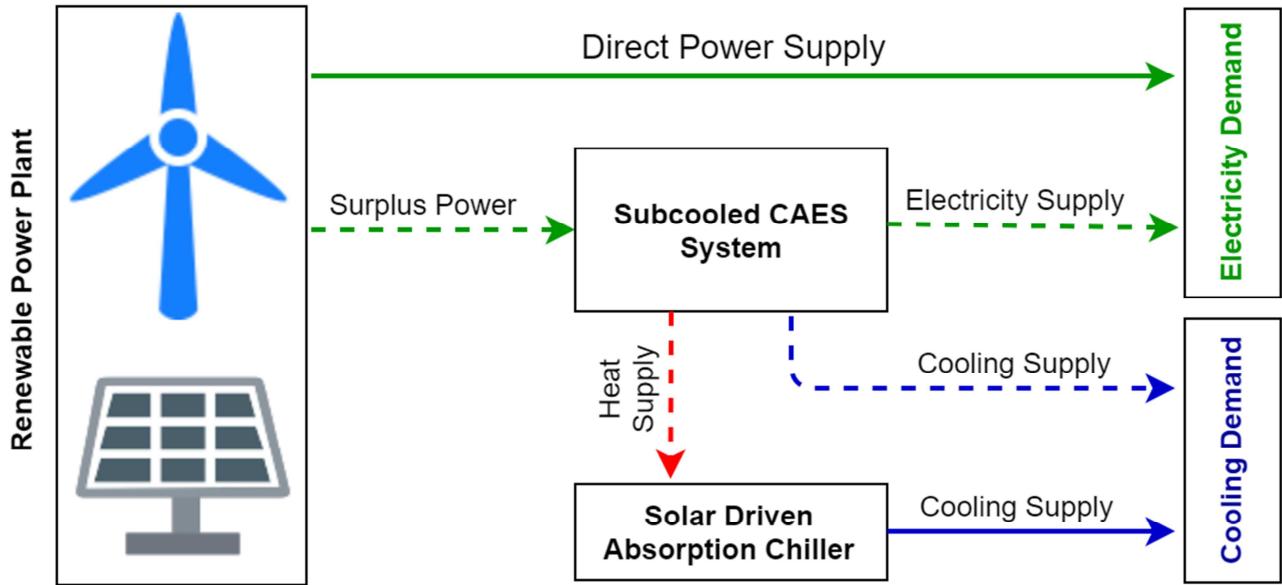 Renewable Power Plant
Direct Power Supply
Electricity Demand
Surplus Power
Subcooled CAES
System
Electricity Supply
Heat
Supply
Cooling Supply
Cooling Demand
Solar Driven
Absorption Chiller
Cooling Supply